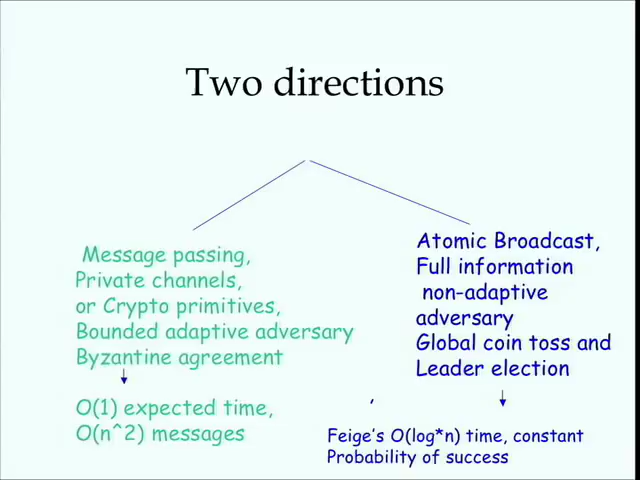 Two directions
Message passing,
Private channels,
or Crypto primitives,
Bounded adaptive adversary
Byzantine agreement
O(1) expected time,
O(n^2) messages
Atomic Broadcast,
Full information
non-adaptive
adversary
Global coin toss and
Leader election
,
Feige's O(log*n) time, constant
Probability of success